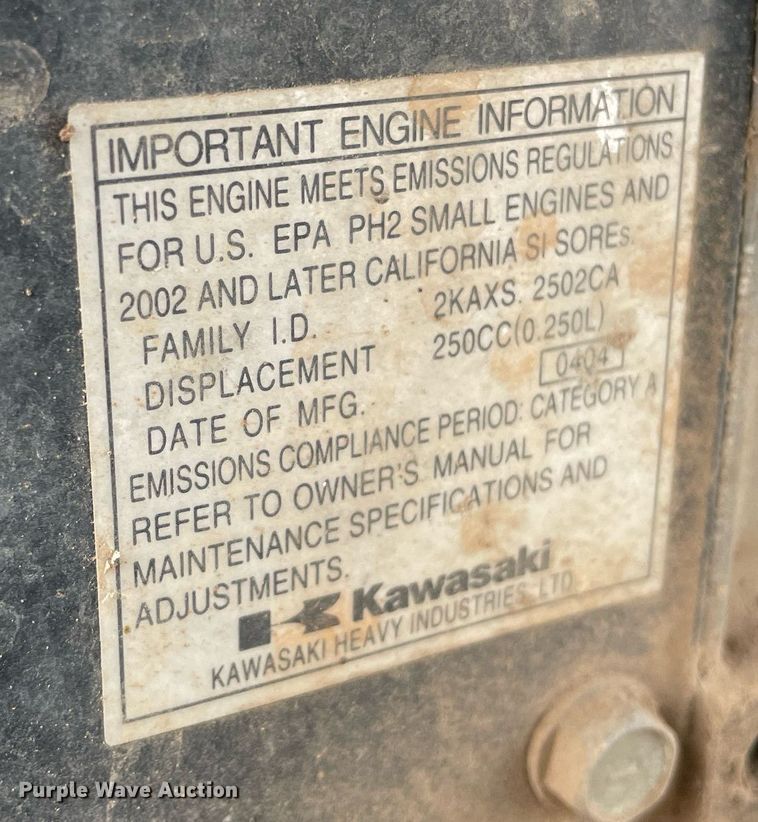 IMPORTANT ENGINE INFORMATION
THIS ENGINE MEETS EMISSIONS REGULATIONS
FOR U.S. EPA PH2 SMALL ENGINES AND
2002 AND LATER CALIFORNIA SI SOREs.
FAMILY I.D. 2KAXS. 2502CA
DISPLACEMENT 250CC(0.250L)
DATE OF MFG. 0404
EMISSIONS COMPLIANCE PERIOD: CATEGORY A
REFER TO OWNER'S MANUAL FOR
MAINTENANCE SPECIFICATIONS AND
ADJUSTMENTS.
Kawasaki
KAWASAKI HEAVY INDUSTRIES, LTD
Purple Wave Auction